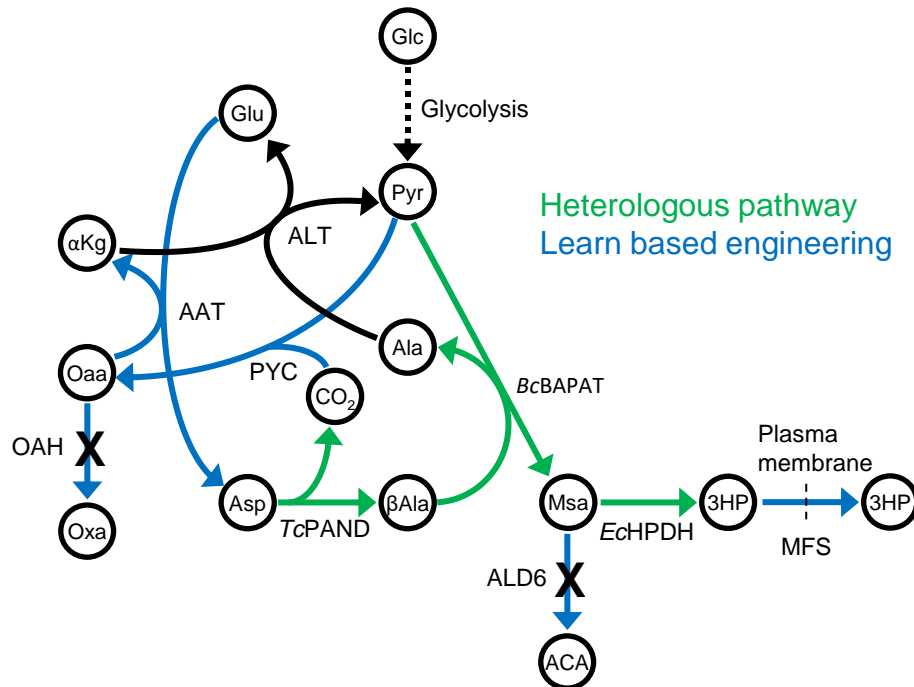 Glc
Glycolysis
Glu
Pyr
Heterologous pathway
Learn based engineering
αKg
ALT
AAT
Oaa
PYC
Ala
CO2
BcBAPAT
OAH
X
Plasma
membrane
Asp
βAla
Msa
3HP
3HP
TcPAND
EcHPDH
MFS
Oxa
ALD6
X
ACA